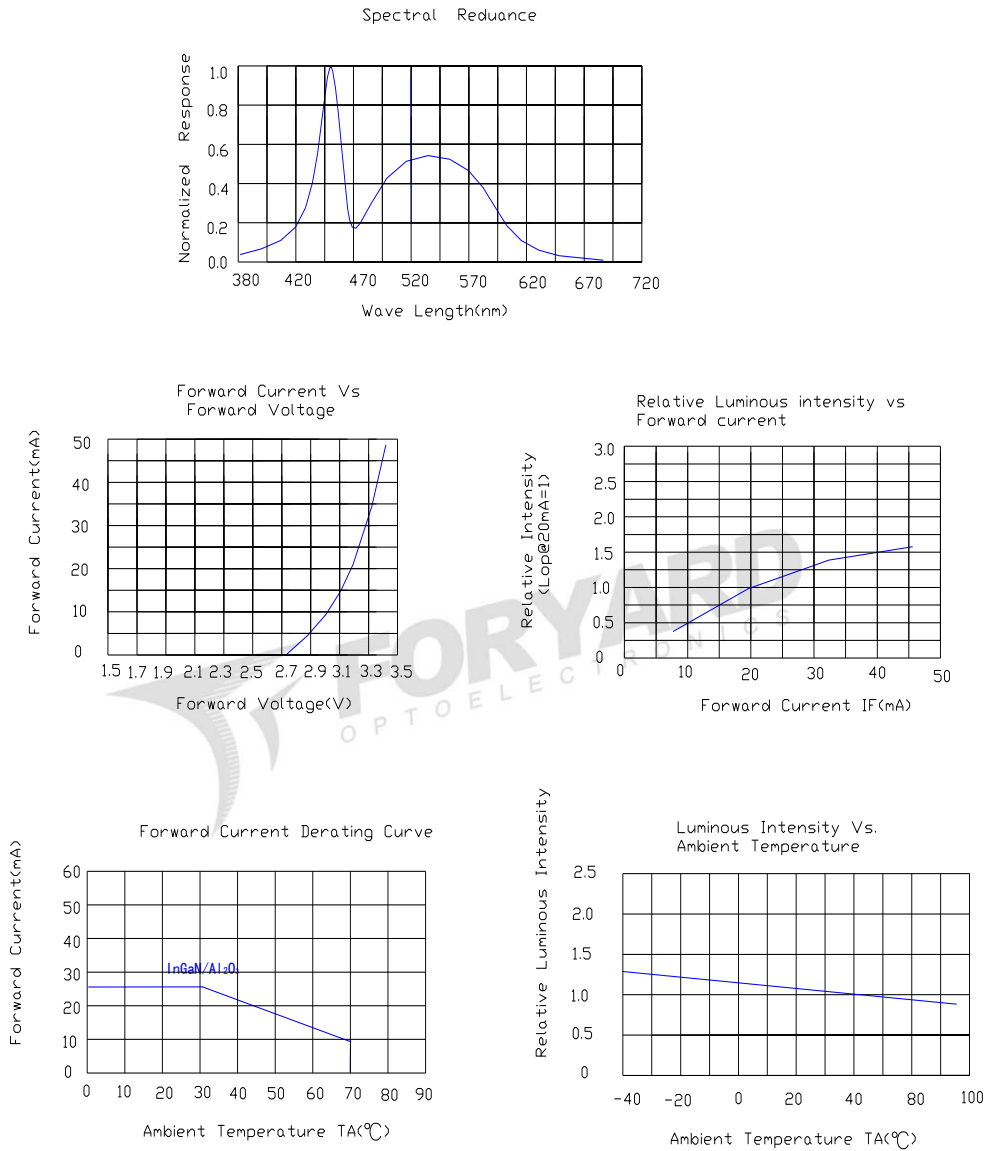 Spectral Reduance
Normalized Response
1.0
0.8
0.6
0.4
0.2
0.0
380 420 470 520 570 620 670 720
Wave Length(nm)
Forward Current Vs
Forward Voltage
Forward Current(mA)
50
40
30
20
10
0
1.5 1.7 1.9 2.1 2.3 2.5 2.7 2.9 3.1 3.3 3.5
Forward Voltage(V)
Relative Luminous intensity vs
Forward current
Relative Intensity
(Lop@20mA=1)
3.0
2.5
2.0
1.5
1.0
0.5
.0
0 10 20 30 40 50
Forward Current IF(mA)
FORYARD
OPTOELECTRONICS
Forward Current Derating Curve
Forward Current(mA)
60
50
40
30
20
10
0
InGaN/Al₂O₃
0 10 20 30 40 50 60 70 80 90
Ambient Temperature TA(℃)
Luminous Intensity Vs.
Ambient Temperature
Relative Luminous Intensity
2.5
2.0
1.5
1.0
0.5
0
-40 -20 0 20 40 80 100
Ambient Temperature TA(℃)